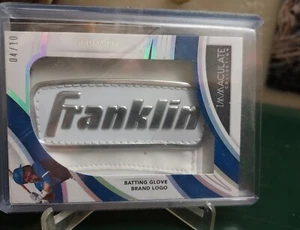 04/10
Franklin
IMMACULATE
COLLECTION
BATTING GLOVE
BRAND LOGO